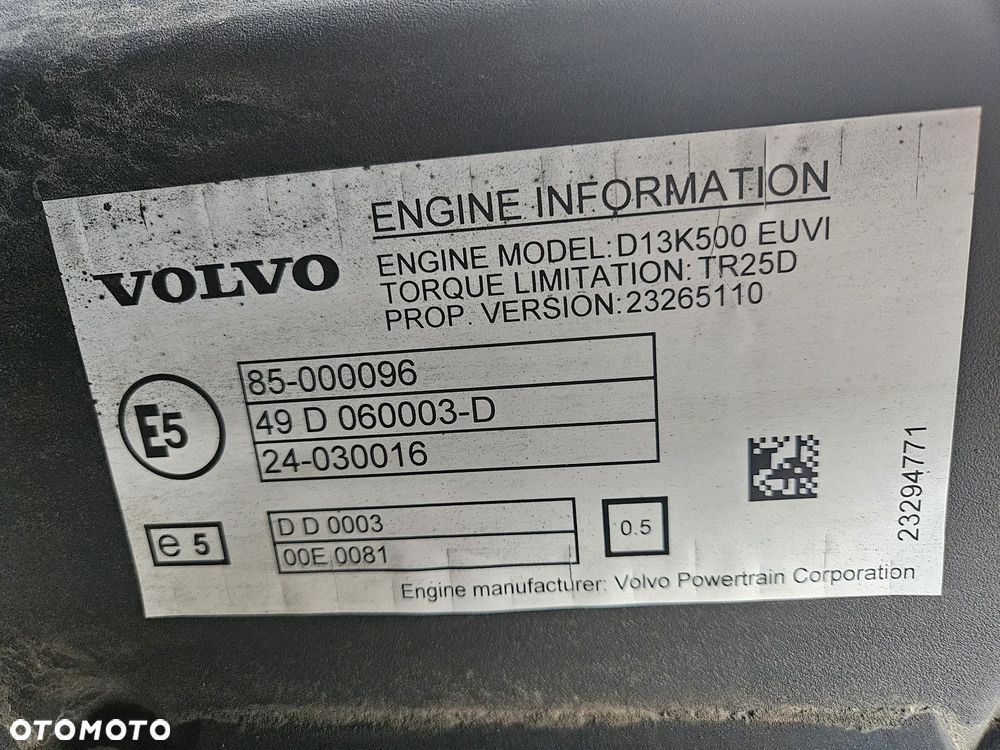 ENGINE INFORMATION
VOLVO
ENGINE MODEL: D13K500 EUVI
TORQUE LIMITATION: TR25D
PROP. VERSION: 23265110
E5
85-000096
49 D 060003-D
24-030016
e 5
D D 0003
00E 0081
0.5
23294771
Engine manufacturer: Volvo Powertrain Corporation
OTOMOTO